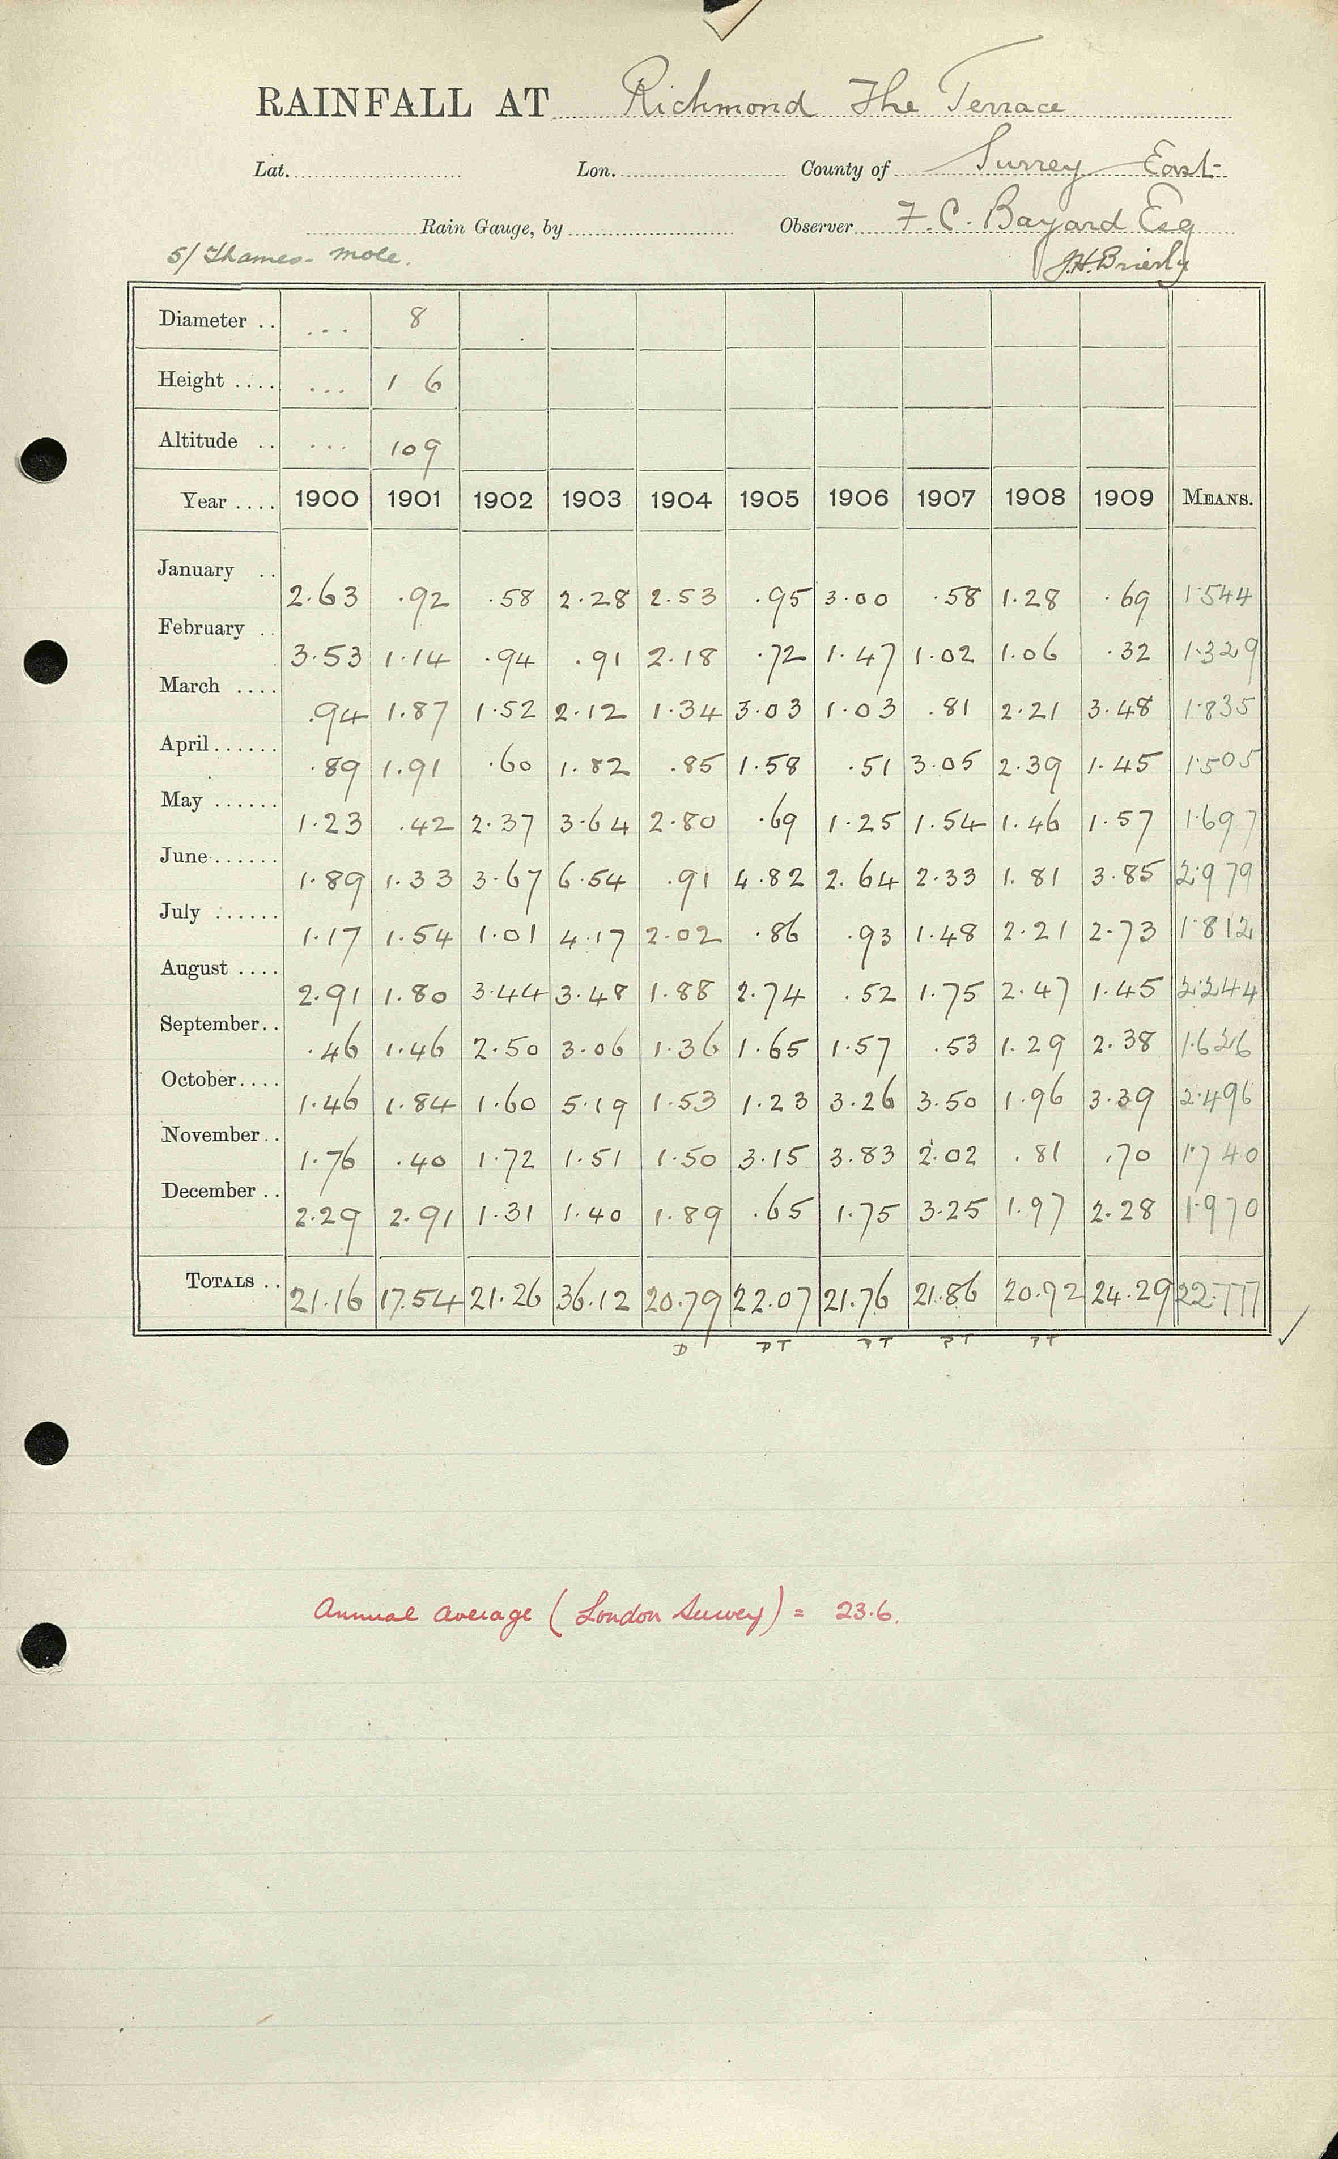 RAINFALL AT Richmond The Terrace
Lat. Lon. County of Surrey East
Rain Gauge, by Observer F. C. Bayard Esq
5/ Thames - mole. J.H. Brierly
Diameter .. ... 8
Height .... ... 1 6
Altitude .. ... 109
Year .... 1900 1901 1902 1903 1904 1905 1906 1907 1908 1909 MEANS.
January .. 2.63 .92 .58 2.28 2.53 .95 3.00 .58 1.28 .69 1.544
February .. 3.53 1.14 .94 .91 2.18 .72 1.47 1.02 1.06 .32 1.329
March .... .94 1.87 1.52 2.12 1.34 3.03 1.03 .81 2.21 3.48 1.835
April...... .89 1.91 .60 1.82 .85 1.58 .51 3.05 2.39 1.45 1.505
May ...... 1.23 .42 2.37 3.64 2.80 .69 1.25 1.54 1.46 1.57 1.697
June...... 1.89 1.33 3.67 6.54 .91 4.82 2.64 2.33 1.81 3.85 2.979
July ...... 1.17 1.54 1.01 4.17 2.02 .86 .93 1.48 2.21 2.73 1.812
August .... 2.91 1.80 3.44 3.48 1.88 2.74 .52 1.75 2.47 1.45 2.244
September.. .46 1.46 2.50 3.06 1.36 1.65 1.57 .53 1.29 2.38 1.626
October.... 1.46 1.84 1.60 5.19 1.53 1.23 3.26 3.50 1.96 3.39 2.496
November.. 1.76 .40 1.72 1.51 1.50 3.15 3.83 2.02 .81 .70 1.740
December .. 2.29 2.91 1.31 1.40 1.89 .65 1.75 3.25 1.97 2.28 1.970
TOTALS .. 21.16 17.54 21.26 36.12 20.79 22.07 21.76 21.86 20.92 24.29 22.777
D PT PT PT PT
Annual average (London Survey) = 23.6.